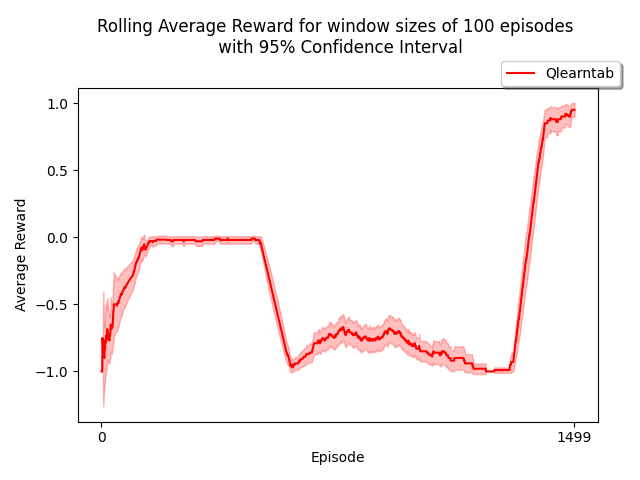 Rolling Average Reward for window sizes of 100 episodes
with 95% Confidence Interval
Qlearntab
1.0
0.5
0.0
−0.5
−1.0
Average Reward
0
1499
Episode